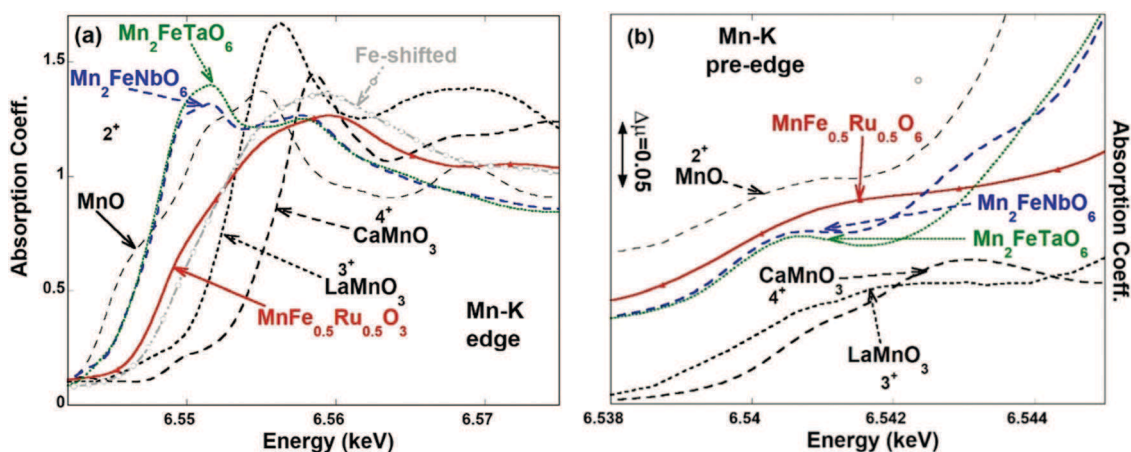 (a)
Mn2FeTaO6
Mn2FeNbO6
2+
MnO
Fe-shifted
4+
CaMnO3
3+
LaMnO3
MnFe0.5Ru0.5O3
Mn-K
edge
Absorption Coeff.
1.5
1
0.5
0
6.55
6.56
6.57
Energy (keV)
(b)
Mn-K
pre-edge
Δμ=0.05
MnFe0.5Ru0.5O6
2+
MnO
Mn2FeNbO6
Mn2FeTaO6
CaMnO3
4+
LaMnO3
3+
Absorption Coeff.
6.538
6.54
6.542
6.544
Energy (keV)